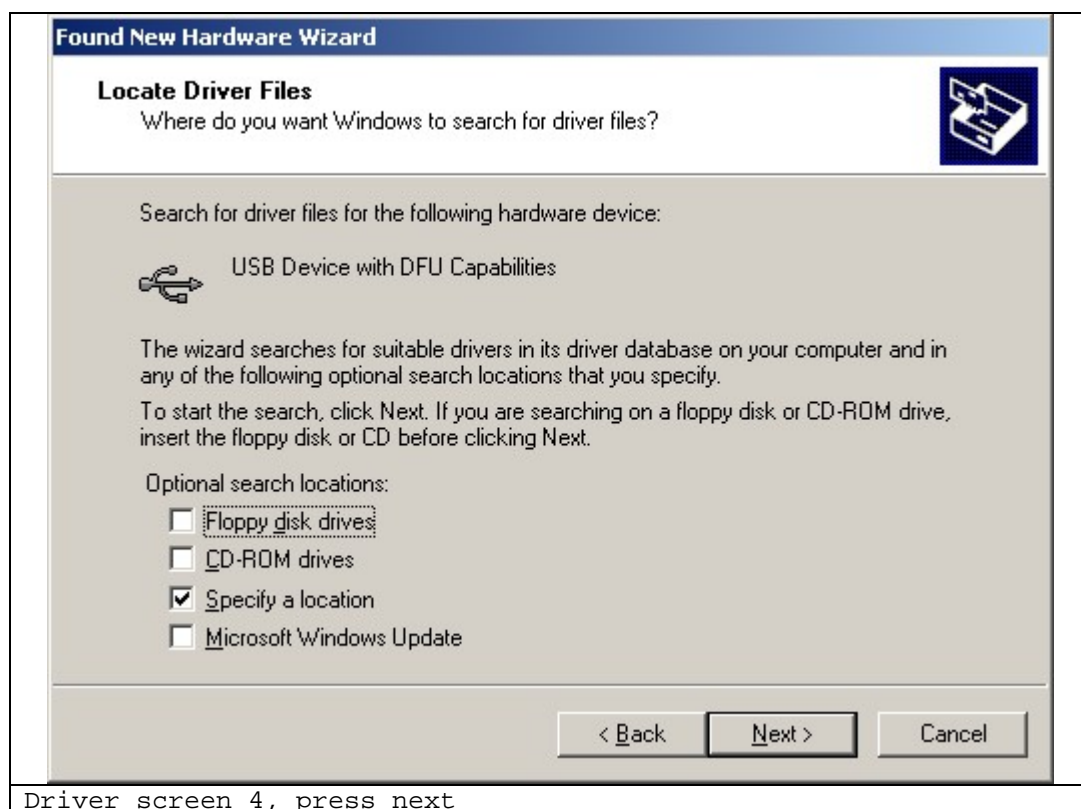 Found New Hardware Wizard
Locate Driver Files
Where do you want Windows to search for driver files?
Search for driver files for the following hardware device:
USB Device with DFU Capabilities
The wizard searches for suitable drivers in its driver database on your computer and in
any of the following optional search locations that you specify.
To start the search, click Next. If you are searching on a floppy disk or CD-ROM drive,
insert the floppy disk or CD before clicking Next.
Optional search locations:
Floppy disk drives
CD-ROM drives
Specify a location
Microsoft Windows Update
< Back Next > Cancel
Driver screen 4, press next